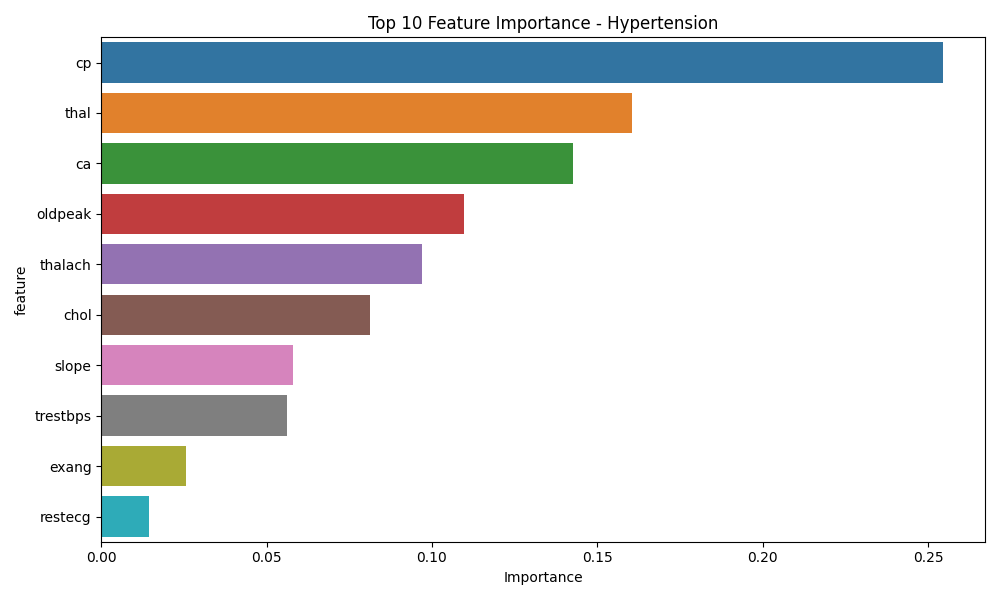 Top 10 Feature Importance - Hypertension
feature
cp
thal
ca
oldpeak
thalach
chol
slope
trestbps
exang
restecg
0.00 0.05 0.10 0.15 0.20 0.25
Importance